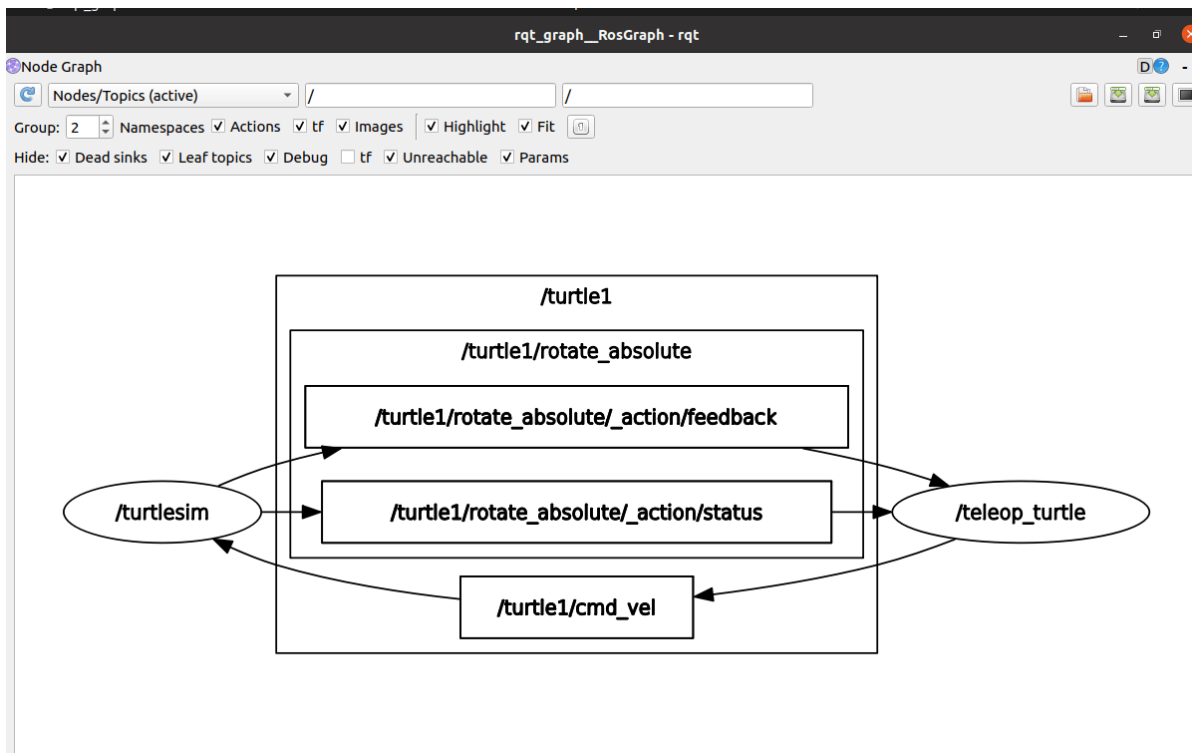 rqt_graph__RosGraph - rqt
Node Graph
D ? -
Nodes/Topics (active) / /
Group: 2 Namespaces Actions tf Images Highlight Fit
Hide: Dead sinks Leaf topics Debug tf Unreachable Params
/turtle1
/turtle1/rotate_absolute
/turtle1/rotate_absolute/_action/feedback
/turtlesim
/turtle1/rotate_absolute/_action/status
/teleop_turtle
/turtle1/cmd_vel